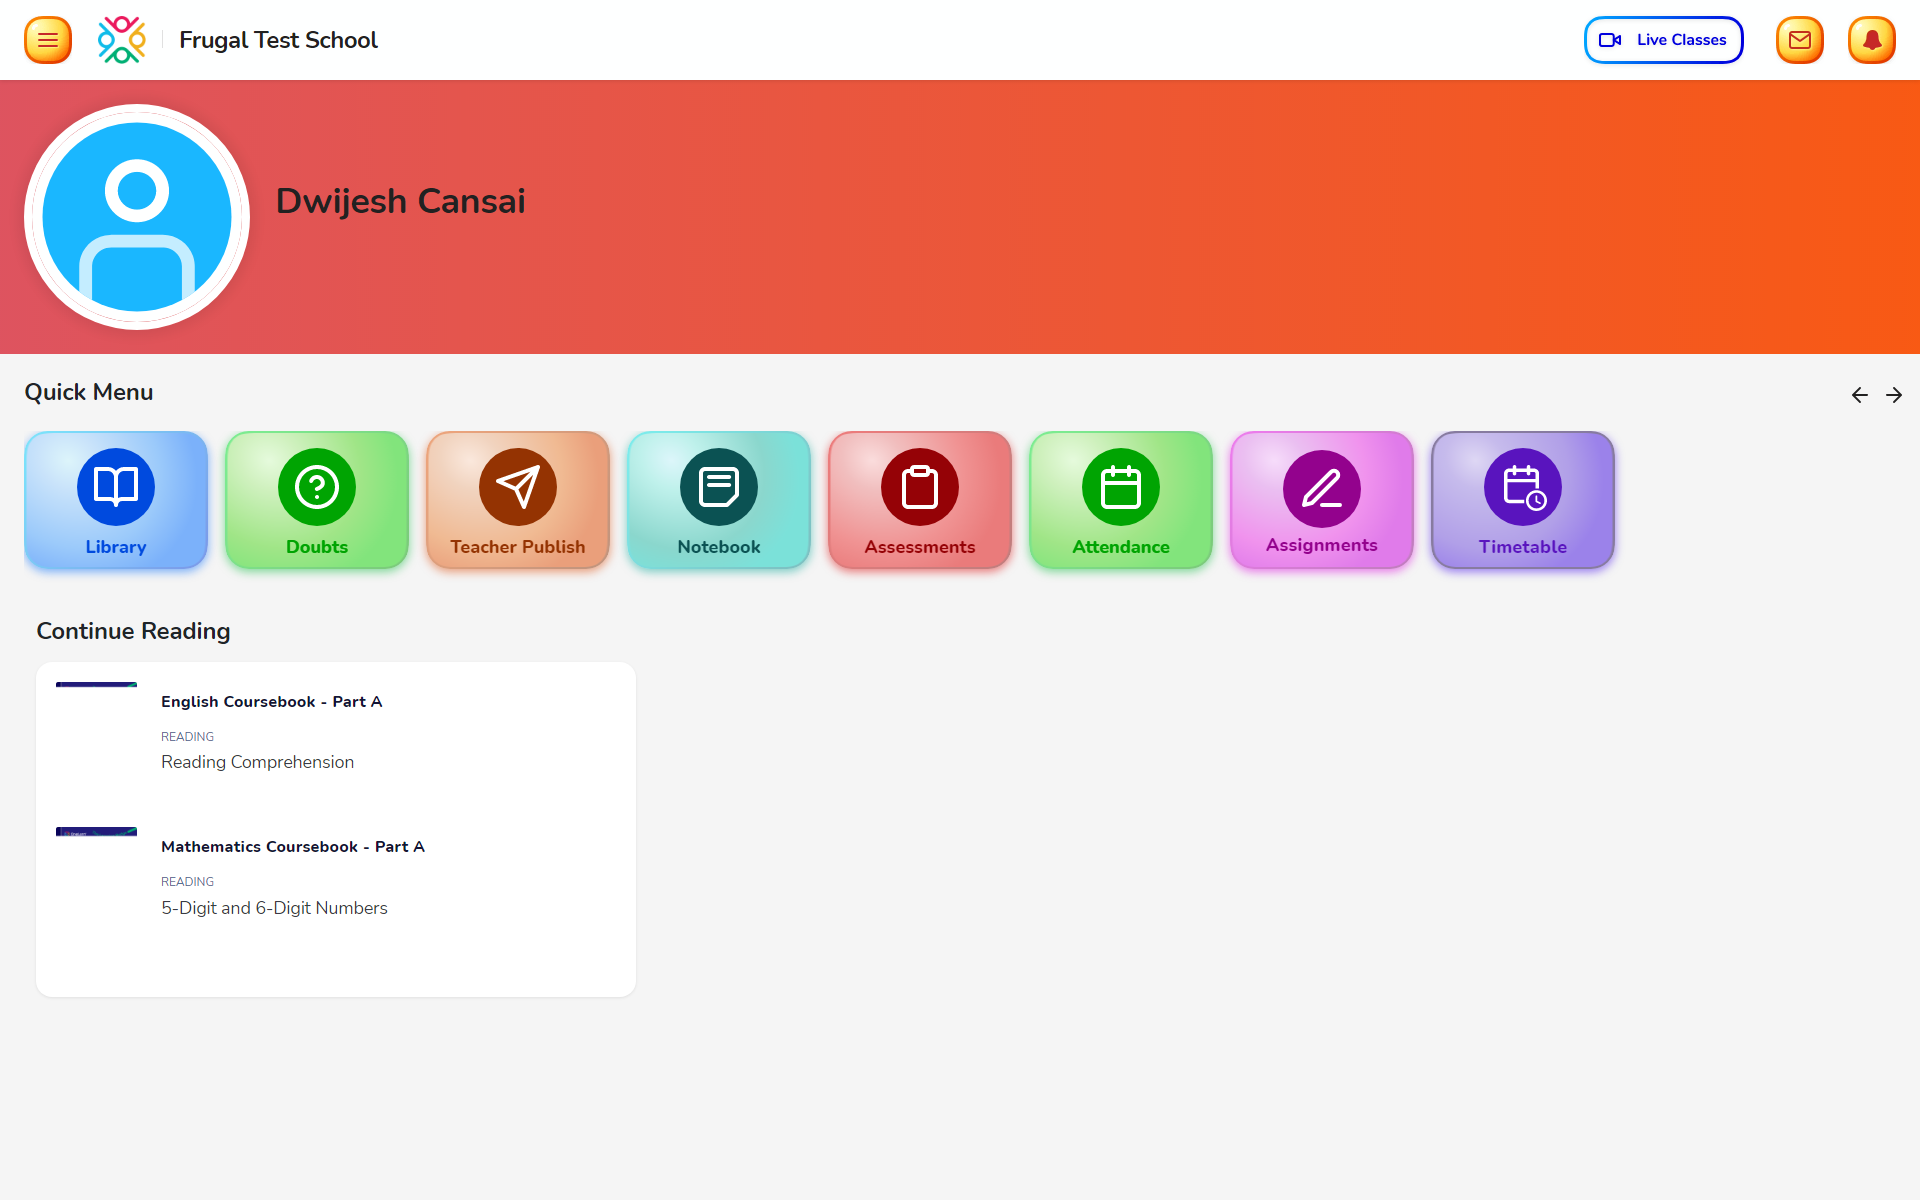 Frugal Test School
Live Classes
Dwijesh Cansai
Quick Menu
Library
Doubts
Teacher Publish
Notebook
Assessments
Attendance
Assignments
Timetable
Continue Reading
English Coursebook - Part A
READING
Reading Comprehension
Mathematics Coursebook - Part A
READING
5-Digit and 6-Digit Numbers